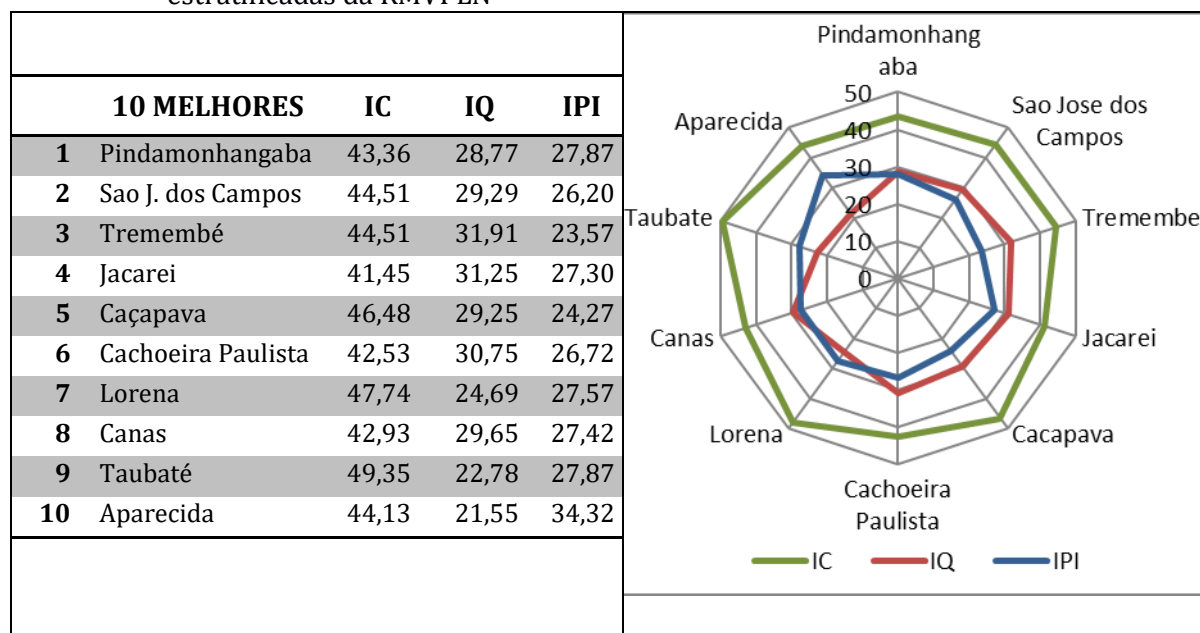 estratificadas da RMVPLN
10 MELHORES IC IQ IPI
1 Pindamonhangaba 43,36 28,77 27,87
2 Sao J. dos Campos 44,51 29,29 26,20
3 Tremembé 44,51 31,91 23,57
4 Jacarei 41,45 31,25 27,30
5 Caçapava 46,48 29,25 24,27
6 Cachoeira Paulista 42,53 30,75 26,72
7 Lorena 47,74 24,69 27,57
8 Canas 42,93 29,65 27,42
9 Taubaté 49,35 22,78 27,87
10 Aparecida 44,13 21,55 34,32
Pindamonhang
aba
Sao Jose dos
Campos
Tremembe
Jacarei
Cacapava
Cachoeira
Paulista
Lorena
Canas
Taubate
Aparecida
50
40
30
20
10
0
IC IQ IPI